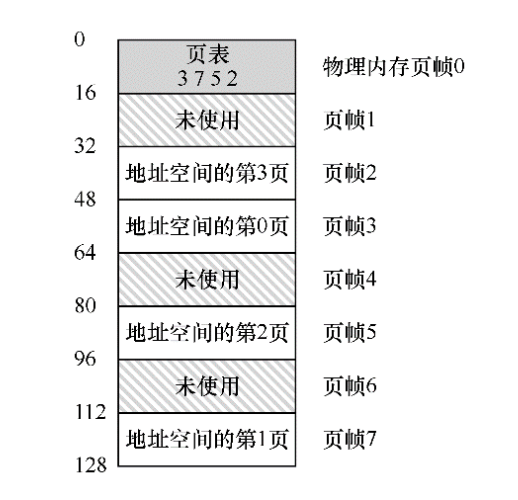 0
页表
3 7 5 2
物理内存页帧0
16
未使用
页帧1
32
地址空间的第3页
页帧2
48
地址空间的第0页
页帧3
64
未使用
页帧4
80
地址空间的第2页
页帧5
96
未使用
页帧6
112
地址空间的第1页
页帧7
128